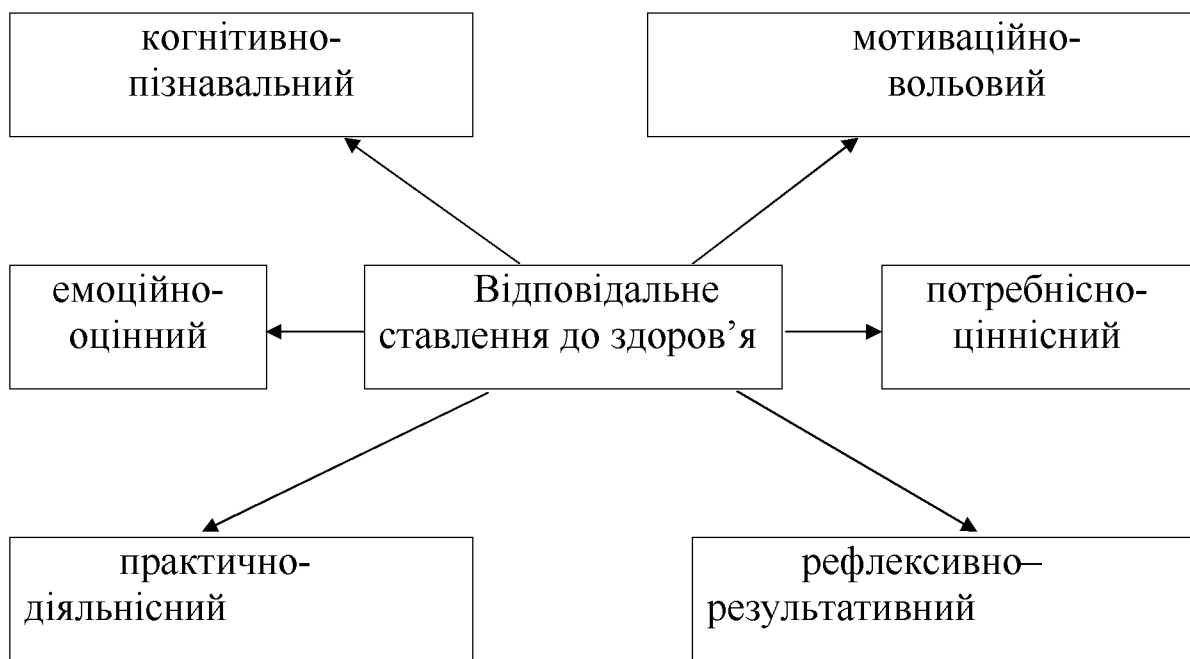 когнітивно-
пізнавальний
мотиваційно-
вольовий
емоційно-
оцінний
Відповідальне
ставлення до здоров’я
потребнісно-
ціннісний
практично-
діяльнісний
рефлексивно–
результативний